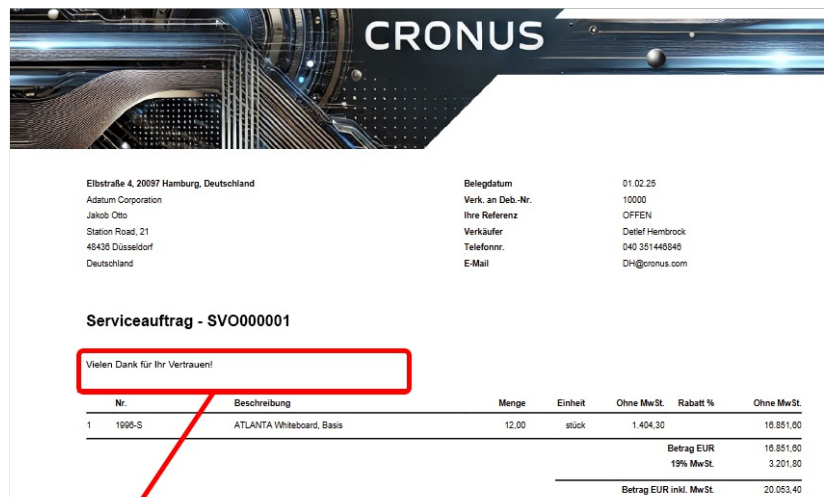 CRONUS
Elbstraße 4, 20097 Hamburg, Deutschland
Adatum Corporation
Jakob Otto
Station Road, 21
48436 Düsseldorf
Deutschland
Belegdatum 01.02.25
Verk. an Deb.-Nr. 10000
Ihre Referenz OFFEN
Verkäufer Detlef Hembrock
Telefonnr. 040 351446846
E-Mail DH@cronus.com
Serviceauftrag - SVO000001
Vielen Dank für Ihr Vertrauen!
Nr. Beschreibung Menge Einheit Ohne MwSt. Rabatt % Ohne MwSt.
1 1996-S ATLANTA Whiteboard, Basis 12,00 stück 1.404,30 16.851,60
Betrag EUR 16.851,60
19% MwSt. 3.201,80
Betrag EUR inkl. MwSt. 20.053,40